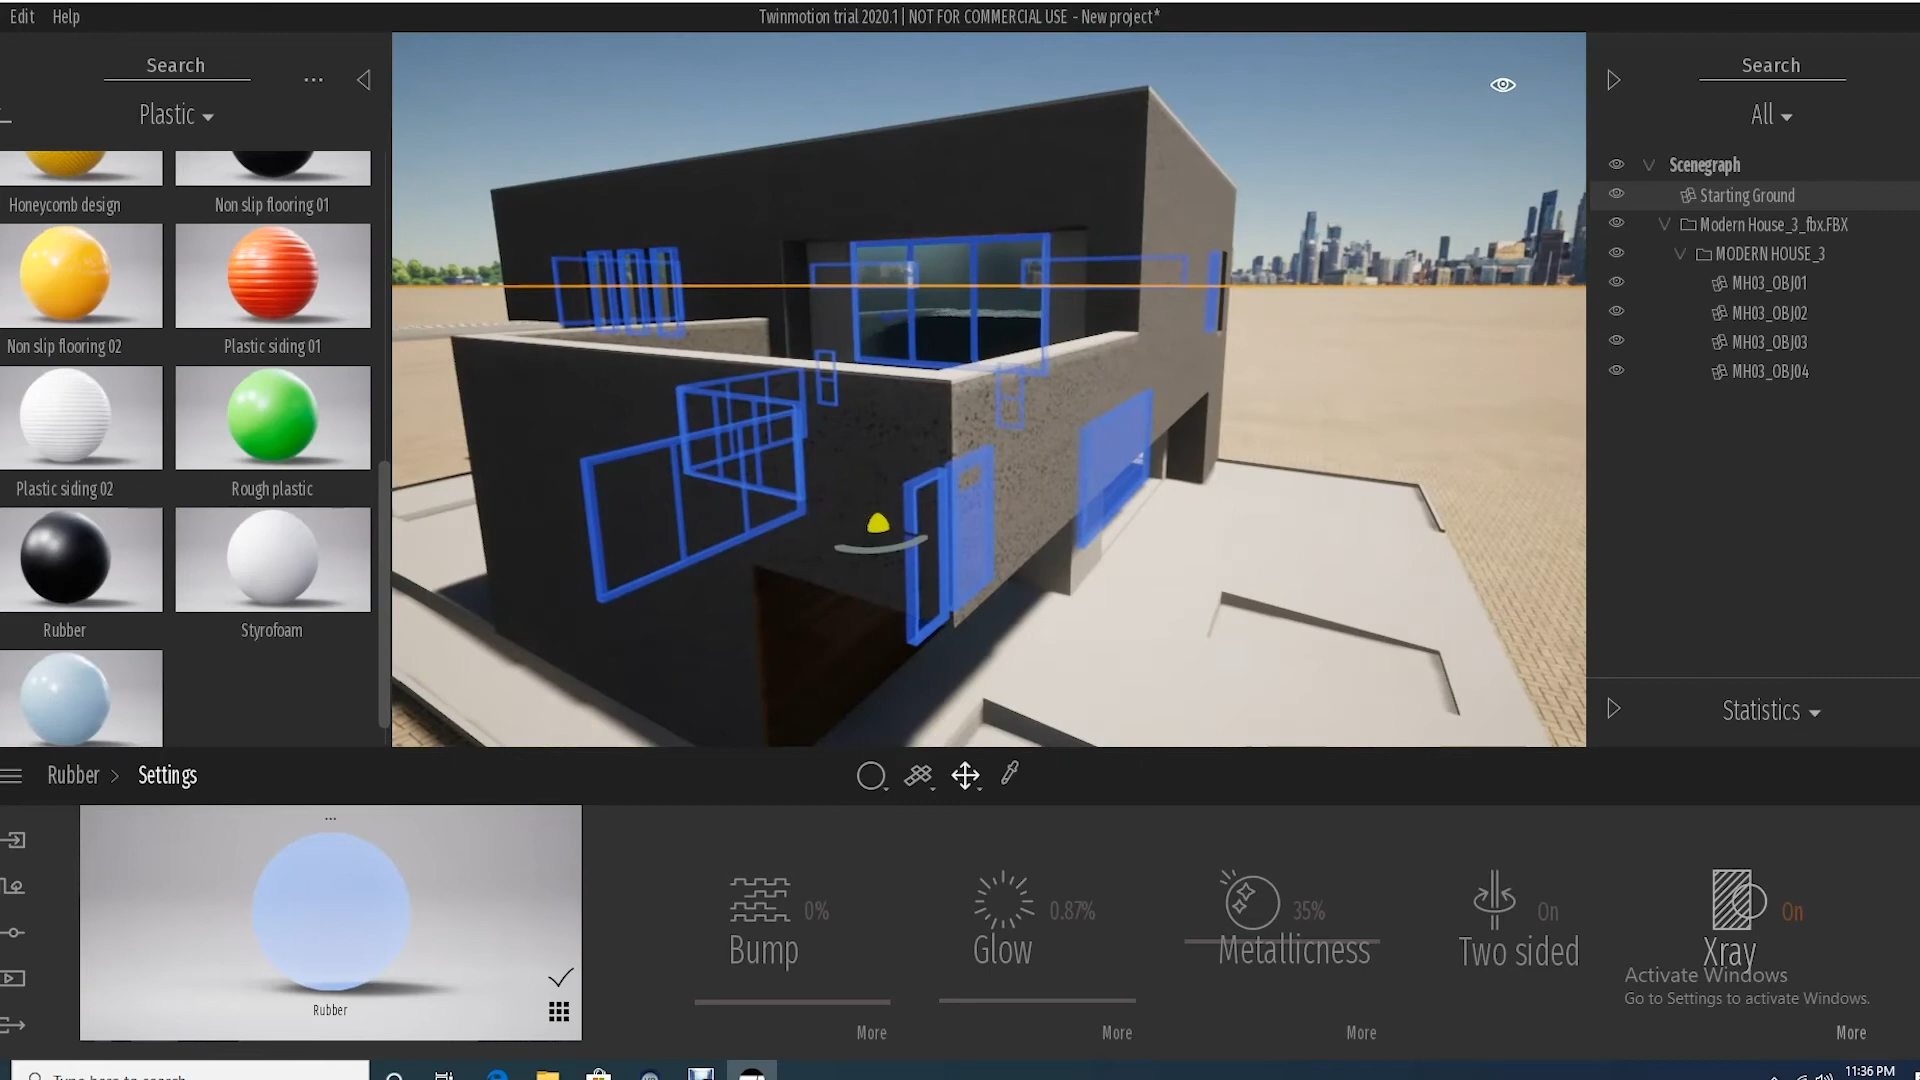 Edit Help
Twinmotion trial 2020.1 | NOT FOR COMMERCIAL USE - New project*
Search
...
Plastic
Honeycomb design
Non slip flooring 01
Non slip flooring 02
Plastic siding 01
Plastic siding 02
Rough plastic
Rubber
Styrofoam
Search
All
Scenegraph
Starting Ground
Modern House_3_fbx.FBX
MODERN HOUSE_3
MH03_OBJ01
MH03_OBJ02
MH03_OBJ03
MH03_OBJ04
Statistics
Rubber > Settings
...
Rubber
0%
Bump
More
0.87%
Glow
More
35%
Metallicness
More
On
Two sided
On
Xray
More
Activate Windows
Go to Settings to activate Windows.
Type here to search
11:36 PM